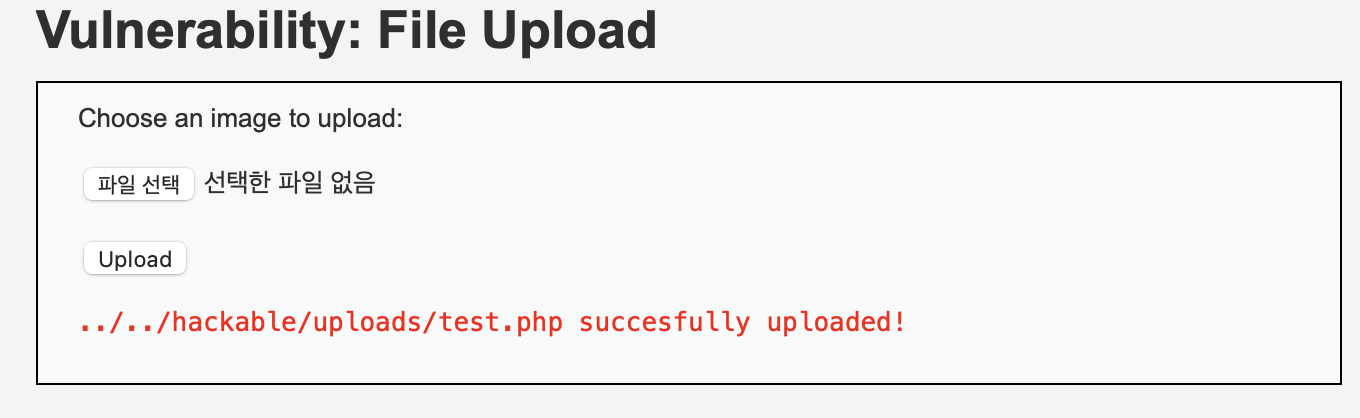 Vulnerability: File Upload
Choose an image to upload:
파일 선택 선택한 파일 없음
Upload
../../hackable/uploads/test.php succesfully uploaded!